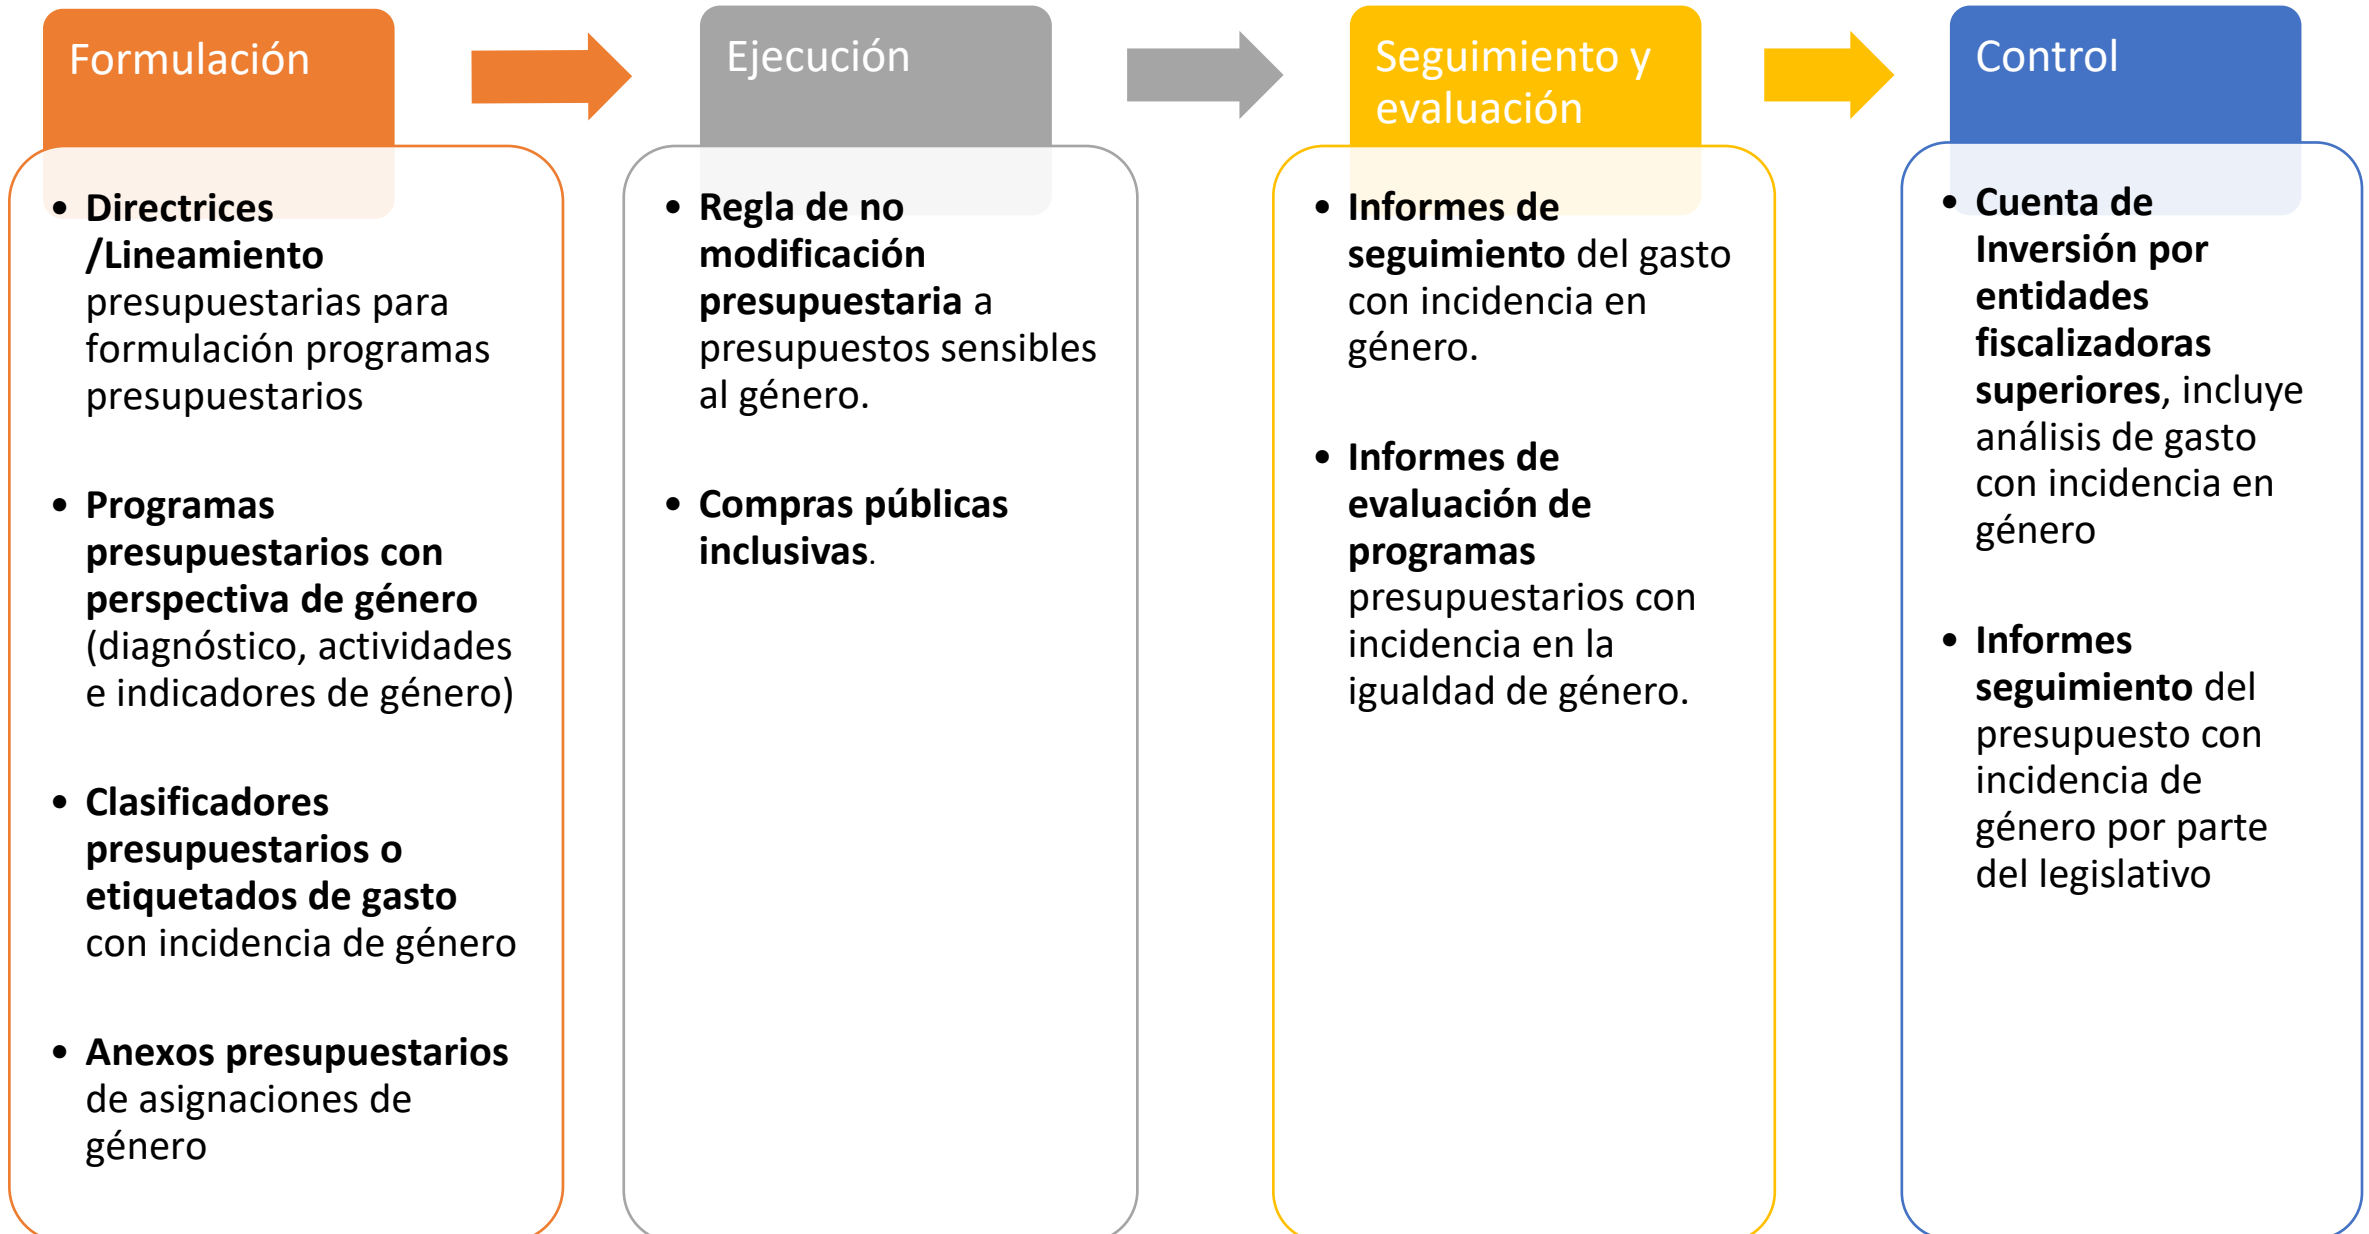 Formulación
• Directrices
/Lineamiento
presupuestarias para
formulación programas
presupuestarios
• Programas
presupuestarios con
perspectiva de género
(diagnóstico, actividades
e indicadores de género)
• Clasificadores
presupuestarios o
etiquetados de gasto
con incidencia de género
• Anexos presupuestarios
de asignaciones de
género
Ejecución
• Regla de no
modificación
presupuestaria a
presupuestos sensibles
al género.
• Compras públicas
inclusivas.
Seguimiento y
evaluación
• Informes de
seguimiento del gasto
con incidencia en
género.
• Informes de
evaluación de
programas
presupuestarios con
incidencia en la
igualdad de género.
Control
• Cuenta de
Inversión por
entidades
fiscalizadoras
superiores, incluye
análisis de gasto
con incidencia en
género
• Informes
seguimiento del
presupuesto con
incidencia de
género por parte
del legislativo